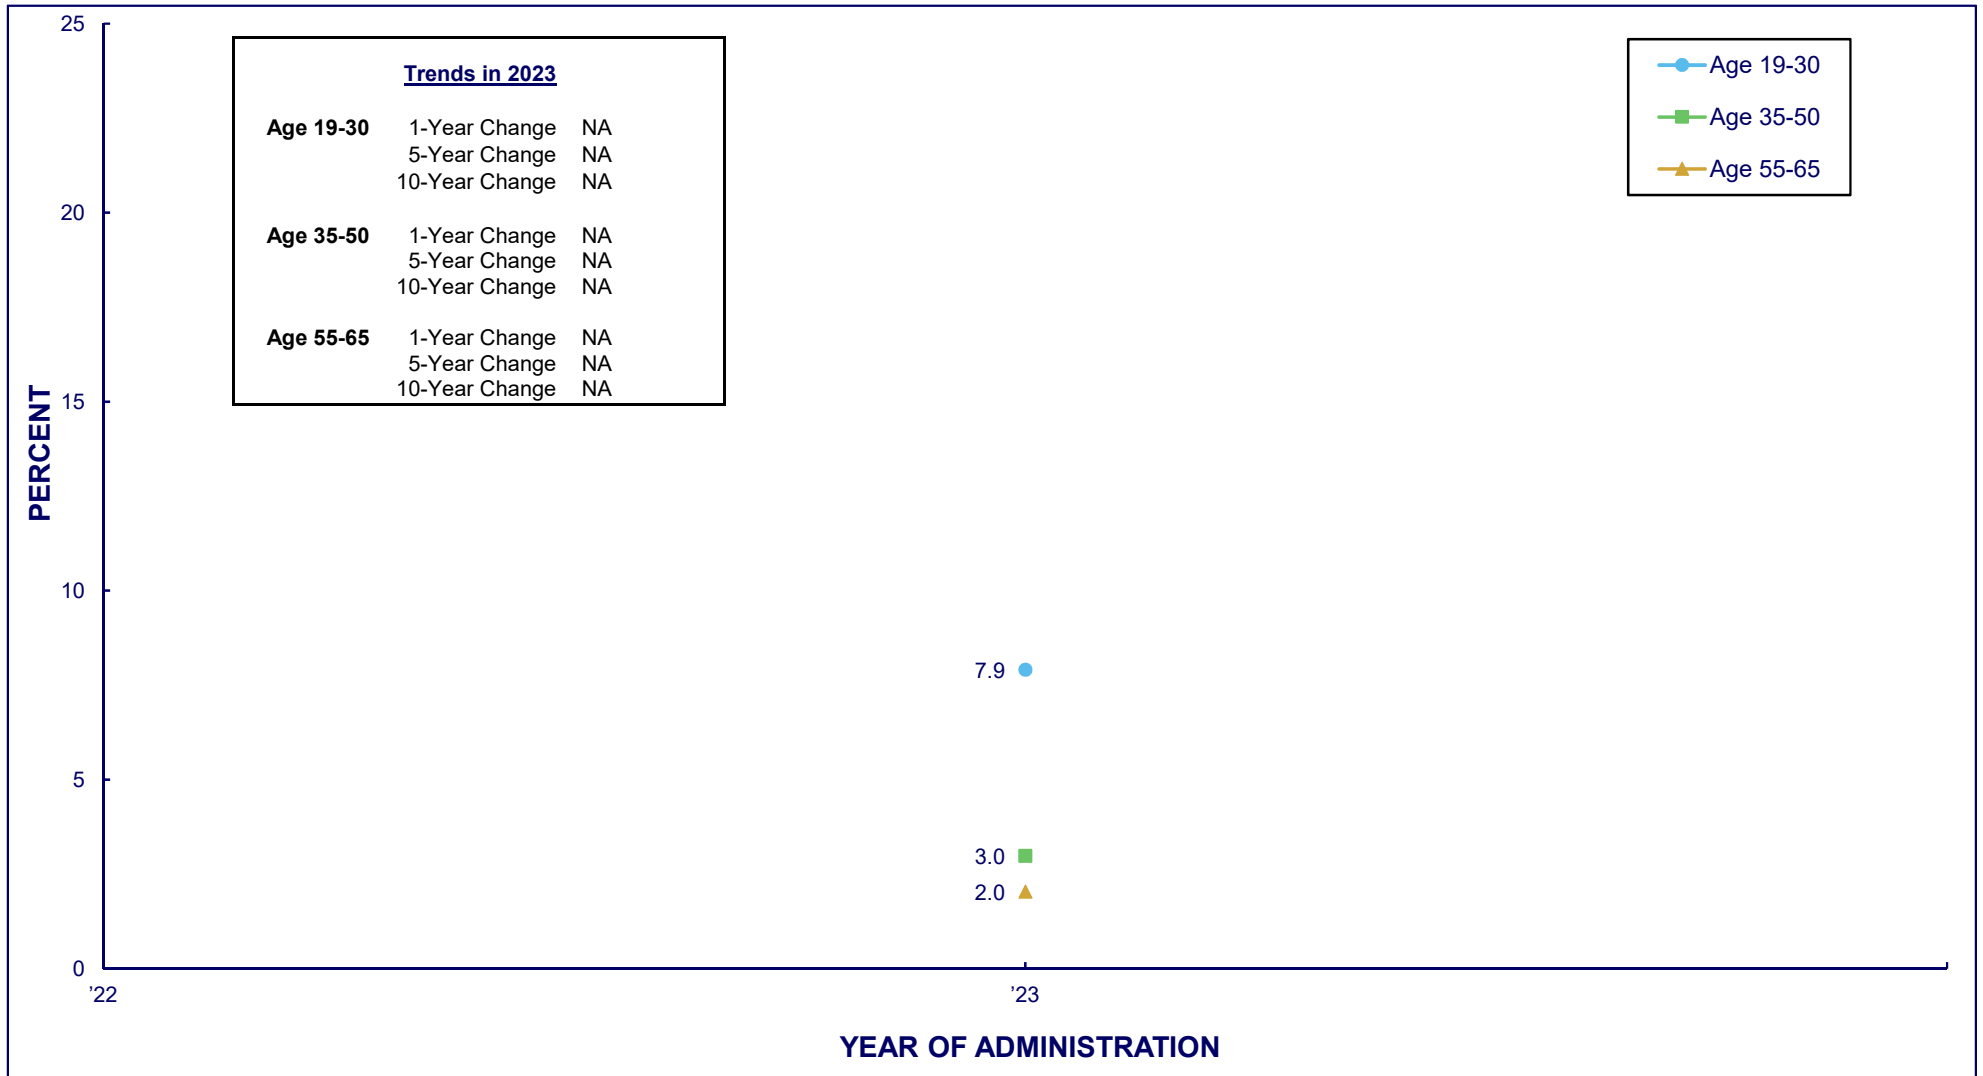 25
20
15
10
5
0
PERCENT
Trends in 2023
Age 19-30 1-Year Change NA
5-Year Change NA
10-Year Change NA
Age 35-50 1-Year Change NA
5-Year Change NA
10-Year Change NA
Age 55-65 1-Year Change NA
5-Year Change NA
10-Year Change NA
Age 19-30
Age 35-50
Age 55-65
7.9
3.0
2.0
’22 ’23
YEAR OF ADMINISTRATION